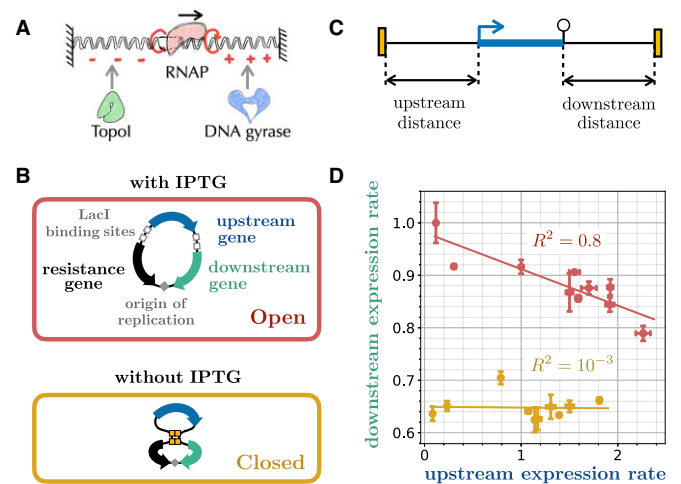 A
RNAP
TopoI
DNA gyrase
B
with IPTG
LacI
binding sites
upstream
gene
resistance
gene
downstream
gene
origin of
replication
Open
without IPTG
Closed
C
upstream
distance
downstream
distance
D
downstream expression rate
1.0
0.9
0.8
0.7
0.6
R² = 0.8
R² = 10⁻³
0
1
2
upstream expression rate